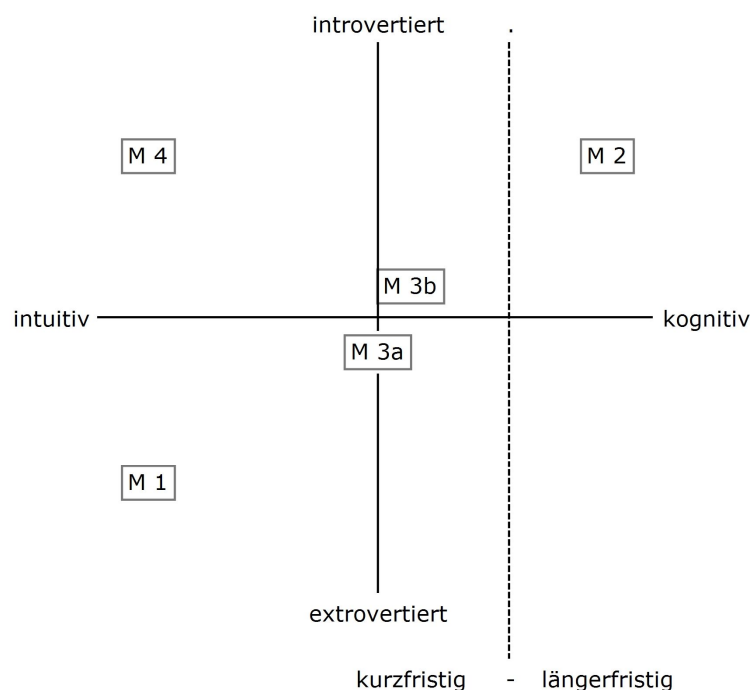 introvertiert .
M 4
M 2
M 3b
intuitiv
kognitiv
M 3a
M 1
extrovertiert
kurzfristig - längerfristig